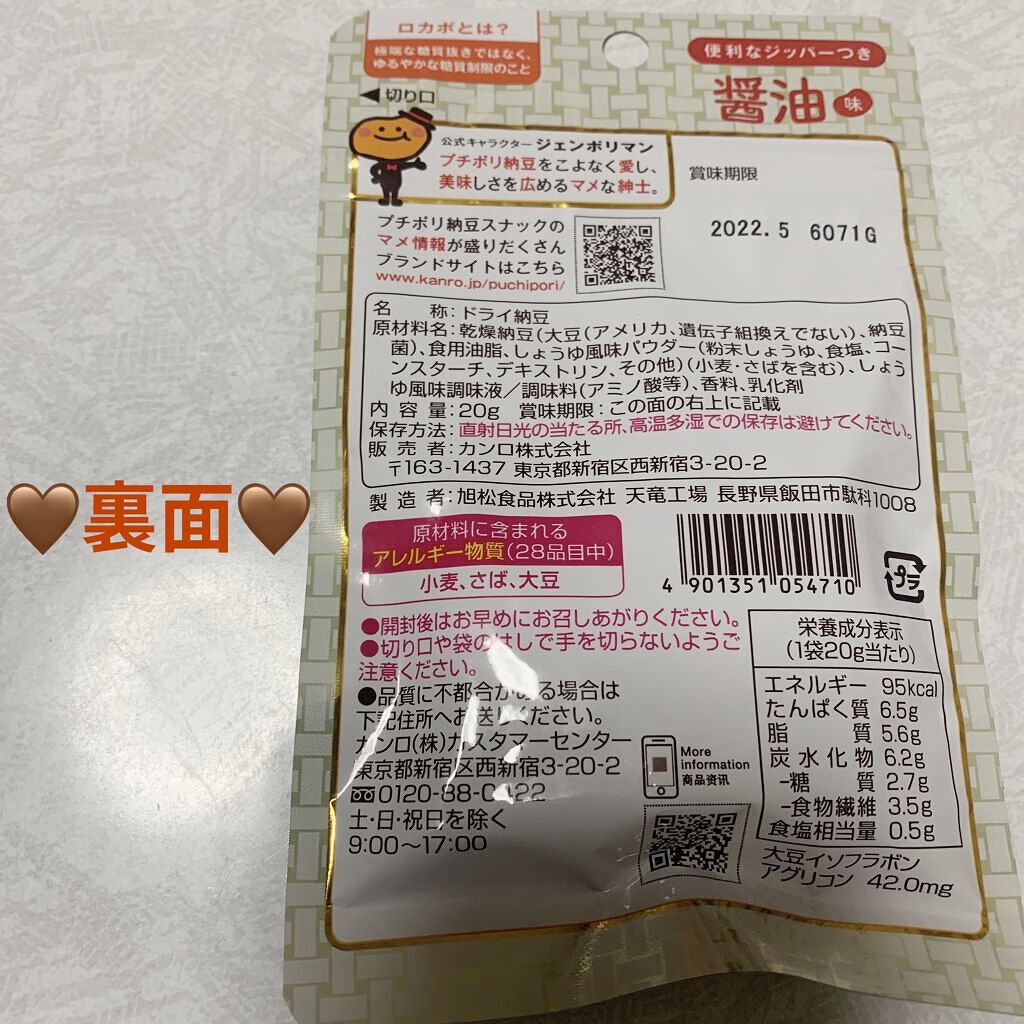 ロカボとは?
極端な糖質抜きではなく、
ゆるやかな糖質制限のこと
便利なジッパーつき
醤油味
◀切り口
公式キャラクター ジェンポリマン
プチポリ納豆をこよなく愛し、
美味しさを広めるマメな紳士。
賞味期限
2022.5 6071G
プチポリ納豆スナックの
マメ情報が盛りだくさん
ブランドサイトはこちら
www.kanro.jp/puchipori/
名 称:ドライ納豆
原材料名:乾燥納豆(大豆(アメリカ、遺伝子組換えでない)、納豆
菌)、食用油脂、しょうゆ風味パウダー(粉末しょうゆ、食塩、コー
ンスターチ、デキストリン、その他)(小麦・さばを含む)、しょう
ゆ風味調味液/調味料(アミノ酸等)、香料、乳化剤
内容量:20g 賞味期限:この面の右上に記載
保存方法:直射日光の当たる所、高温多湿での保存は避けてください。
販売者:カンロ株式会社
〒163-1437 東京都新宿区西新宿3-20-2
製造者:旭松食品株式会社 天竜工場 長野県飯田市駄科1008
原材料に含まれる
アレルギー物質(28品目中)
小麦、さば、大豆
4 901351 054710
プラ
●開封後はお早めにお召しあがりください。
●切り口や袋のはしで手を切らないようご
注意ください。
●品質に不都合がある場合は
下記住所へお送りください。
カンロ(株)カスタマーセンター
東京都新宿区西新宿3-20-2
0120-88-0422
土・日・祝日を除く
9:00〜17:00
More
information
商品资讯
栄養成分表示
(1袋20g当たり)
エネルギー 95kcal
たんぱく質 6.5g
脂質 5.6g
炭水化物 6.2g
-糖質 2.7g
-食物繊維 3.5g
食塩相当量 0.5g
大豆イソフラボン
アグリコン 42.0mg
🤎裏面🤎